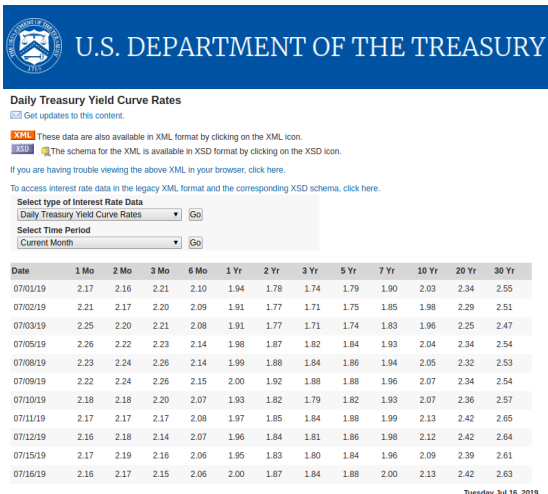 THE DEPARTMENT OF THE TREASURY
1789
U.S. DEPARTMENT OF THE TREASURY
Daily Treasury Yield Curve Rates
Get updates to this content.
XML These data are also available in XML format by clicking on the XML icon.
XSD The schema for the XML is available in XSD format by clicking on the XSD icon.
If you are having trouble viewing the above XML in your browser, click here.
To access interest rate data in the legacy XML format and the corresponding XSD schema, click here.
Select type of Interest Rate Data
Daily Treasury Yield Curve Rates Go
Select Time Period
Current Month Go
Date 1 Mo 2 Mo 3 Mo 6 Mo 1 Yr 2 Yr 3 Yr 5 Yr 7 Yr 10 Yr 20 Yr 30 Yr
07/01/19 2.17 2.16 2.21 2.10 1.94 1.78 1.74 1.79 1.90 2.03 2.34 2.55
07/02/19 2.21 2.17 2.20 2.09 1.91 1.77 1.71 1.75 1.85 1.98 2.29 2.51
07/03/19 2.25 2.20 2.21 2.08 1.91 1.77 1.71 1.74 1.83 1.96 2.25 2.47
07/05/19 2.26 2.22 2.23 2.14 1.98 1.87 1.82 1.84 1.93 2.04 2.34 2.54
07/08/19 2.23 2.24 2.26 2.14 1.99 1.88 1.84 1.86 1.94 2.05 2.32 2.53
07/09/19 2.22 2.24 2.26 2.15 2.00 1.92 1.88 1.88 1.96 2.07 2.34 2.54
07/10/19 2.18 2.18 2.20 2.07 1.93 1.82 1.79 1.82 1.93 2.07 2.36 2.57
07/11/19 2.17 2.17 2.17 2.08 1.97 1.85 1.84 1.88 1.99 2.13 2.42 2.65
07/12/19 2.16 2.18 2.14 2.07 1.96 1.84 1.81 1.86 1.98 2.12 2.42 2.64
07/15/19 2.17 2.19 2.16 2.06 1.95 1.83 1.80 1.84 1.96 2.09 2.39 2.61
07/16/19 2.16 2.17 2.15 2.06 2.00 1.87 1.84 1.88 2.00 2.13 2.42 2.63
Tuesday Jul 16, 2019